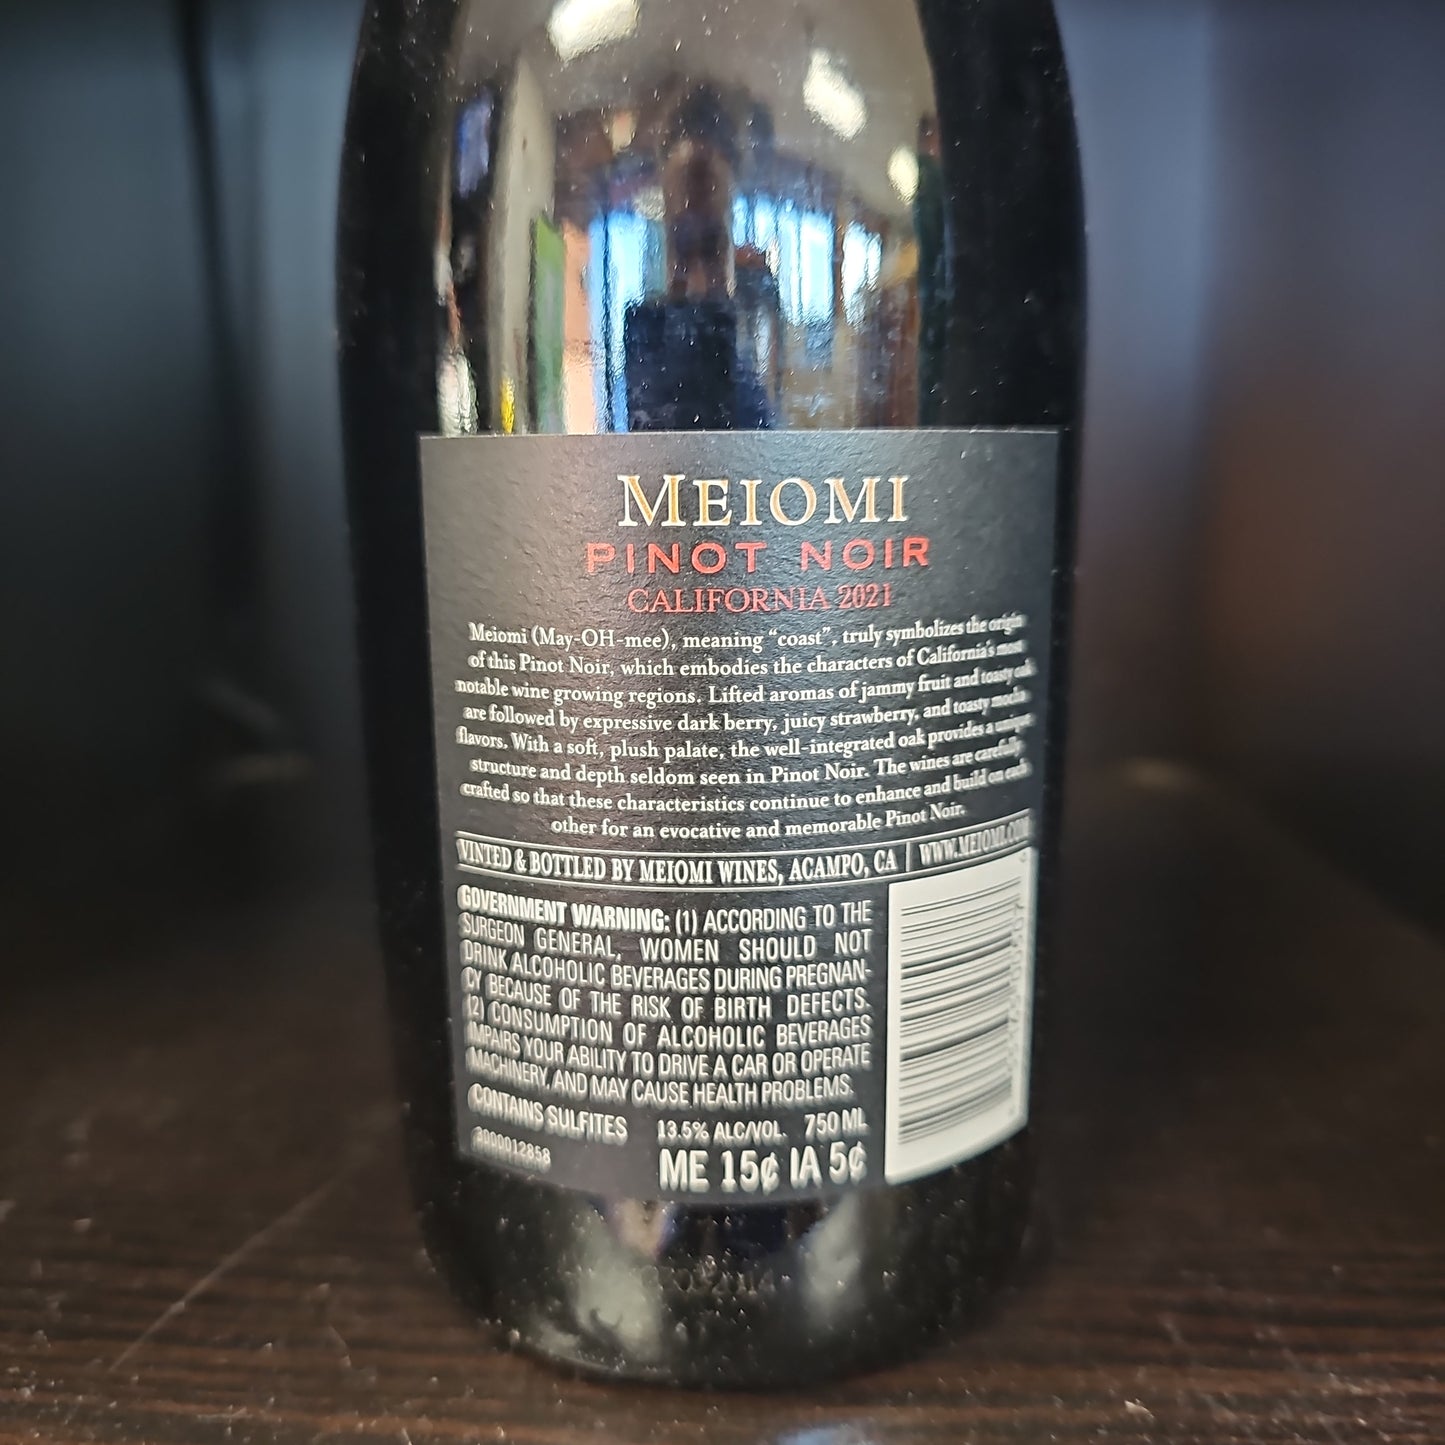 MEIOMI
PINOT NOIR
CALIFORNIA 2021
Meiomi (May-OH-mee), meaning “coast”, truly symbolizes the origin
of this Pinot Noir, which embodies the characters of California's most
notable wine growing regions. Lifted aromas of jammy fruit and toasty oak
are followed by expressive dark berry, juicy strawberry, and toasty mocha
flavors. With a soft, plush palate, the well-integrated oak provides a unique
structure and depth seldom seen in Pinot Noir. The wines are carefully
crafted so that these characteristics continue to enhance and build on each
other for an evocative and memorable Pinot Noir.
VINTED & BOTTLED BY MEIOMI WINES, ACAMPO, CA | WWW.MEIOMI.COM
GOVERNMENT WARNING: (1) ACCORDING TO THE
SURGEON GENERAL, WOMEN SHOULD NOT
DRINK ALCOHOLIC BEVERAGES DURING PREGNAN-
CY BECAUSE OF THE RISK OF BIRTH DEFECTS.
(2) CONSUMPTION OF ALCOHOLIC BEVERAGES
IMPAIRS YOUR ABILITY TO DRIVE A CAR OR OPERATE
MACHINERY, AND MAY CAUSE HEALTH PROBLEMS.
CONTAINS SULFITES 13.5% ALC/VOL. 750 ML
3000012858
ME 15¢ IA 5¢